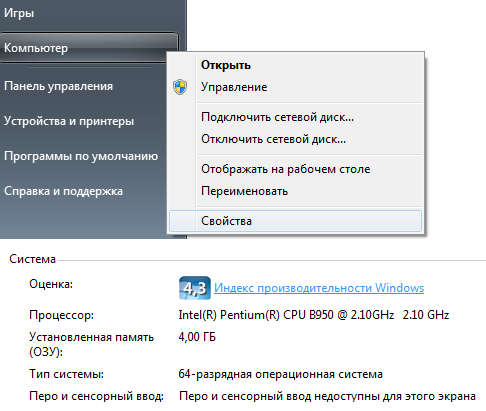 Игры
Компьютер
Открыть
Управление
Панель управления
Подключить сетевой диск...
Устройства и принтеры
Отключить сетевой диск...
Программы по умолчанию
Отображать на рабочем столе
Справка и поддержка
Переименовать
Свойства
Система
Оценка: 4,3 Индекс производительности Windows
Процессор: Intel(R) Pentium(R) CPU B950 @ 2.10GHz 2.10 GHz
Установленная память 4,00 ГБ
(ОЗУ):
Тип системы: 64-разрядная операционная система
Перо и сенсорный ввод: Перо и сенсорный ввод недоступны для этого экрана